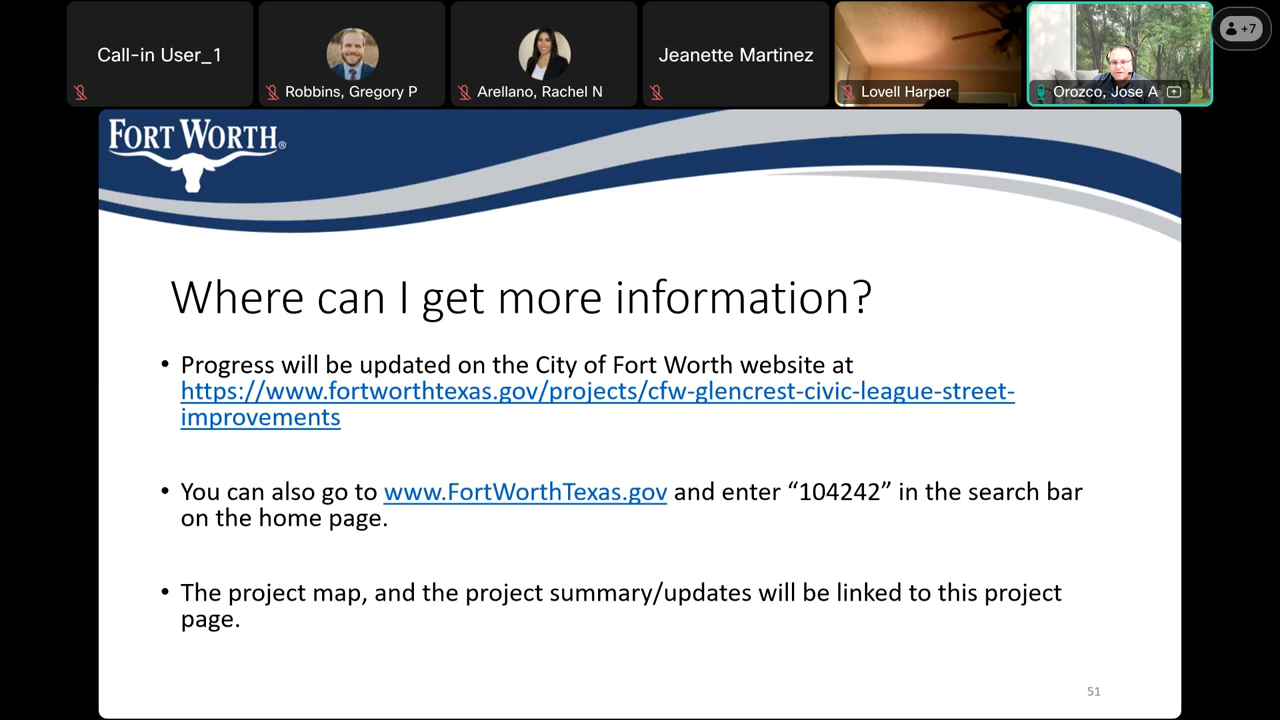 Call-in User_1
Robbins, Gregory P
Arellano, Rachel N
Jeanette Martinez
Lovell Harper
Orozco, Jose A
+7
FORT WORTH®
Where can I get more information?
• Progress will be updated on the City of Fort Worth website at
https://www.fortworthtexas.gov/projects/cfw-glencrest-civic-league-street-
improvements
• You can also go to www.FortWorthTexas.gov and enter “104242” in the search bar
on the home page.
• The project map, and the project summary/updates will be linked to this project
page.
51